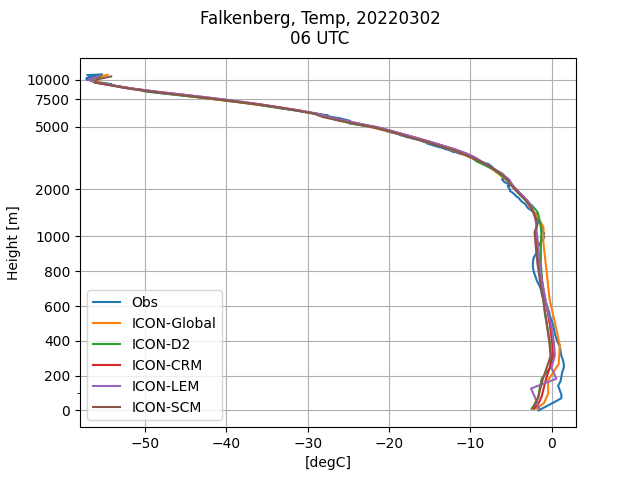 Falkenberg, Temp, 20220302
06 UTC
Height [m]
10000
7500
5000
2000
1000
800
600
400
200
0
Obs
ICON-Global
ICON-D2
ICON-CRM
ICON-LEM
ICON-SCM
−50 −40 −30 −20 −10 0
[degC]